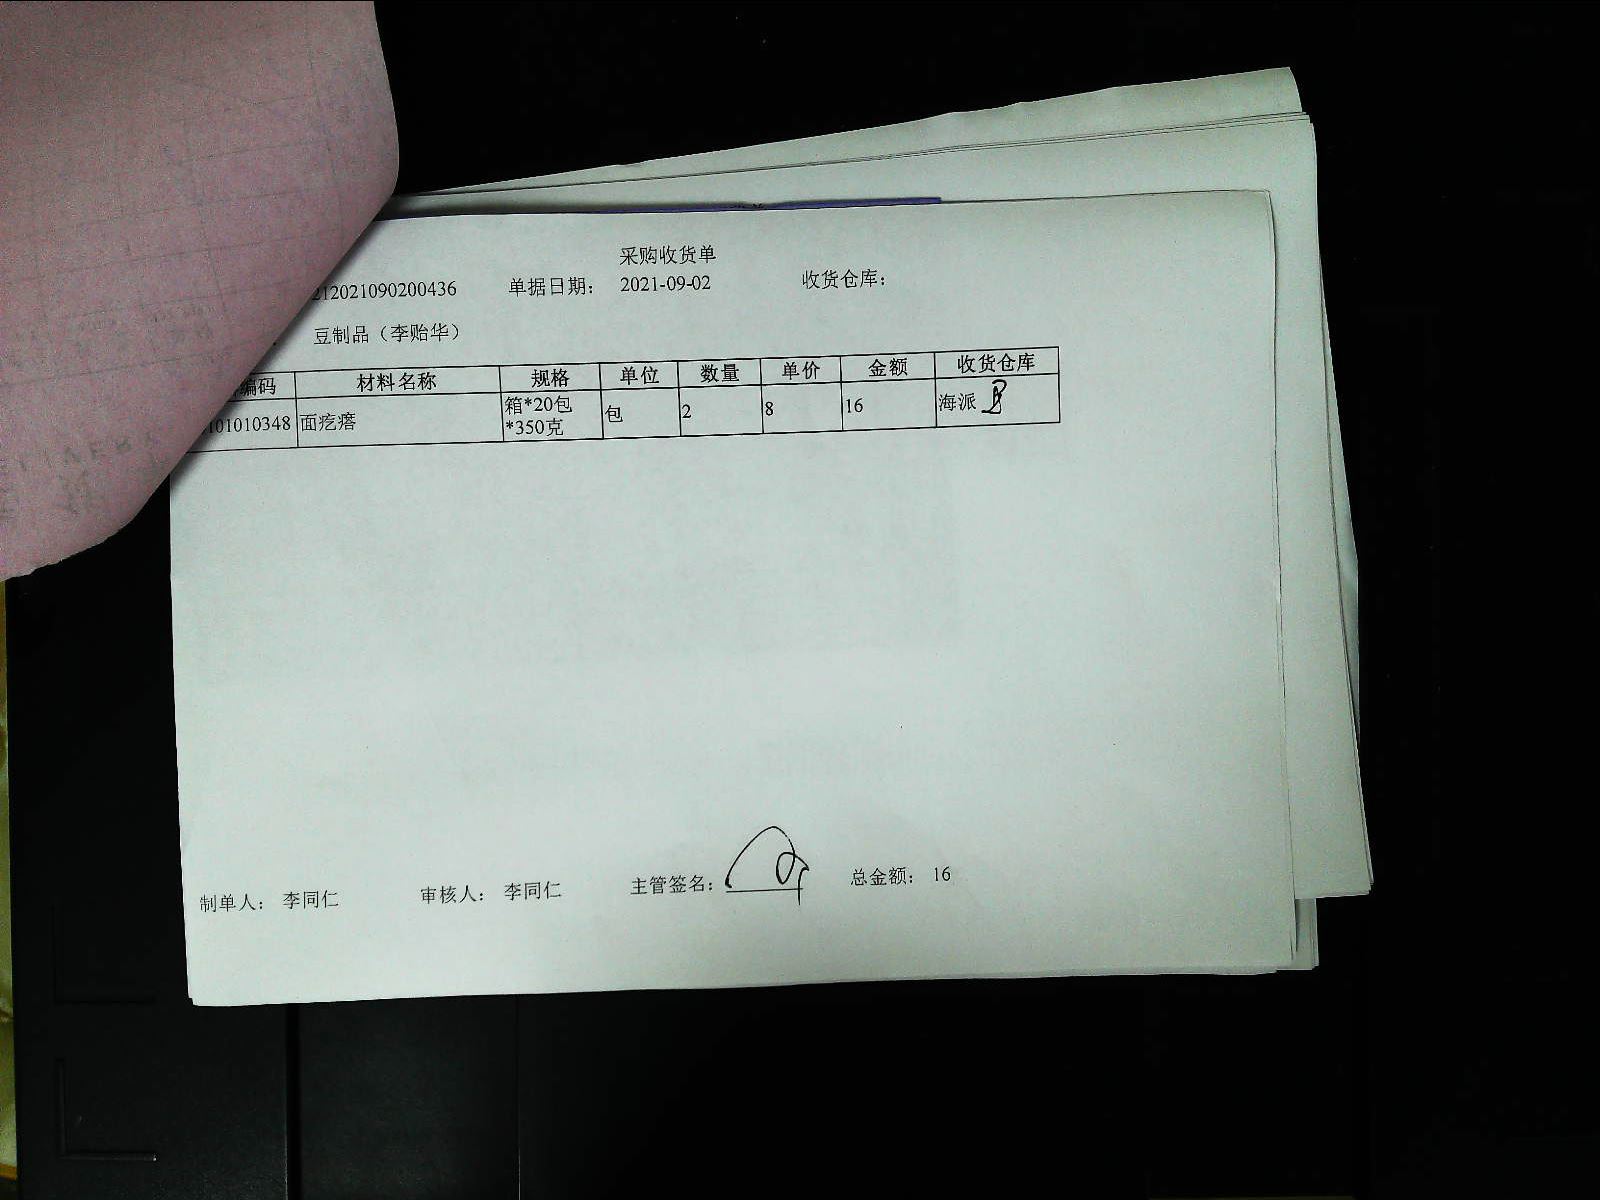 采购收货单
212021090200436 单据日期： 2021-09-02 收货仓库：
豆制品（李贻华）
编码 材料名称 规格 单位 数量 单价 金额 收货仓库
101010348 面疙瘩 箱*20包*350克 包 2 8 16 海派
制单人： 李同仁 审核人： 李同仁 主管签名： 总金额： 16